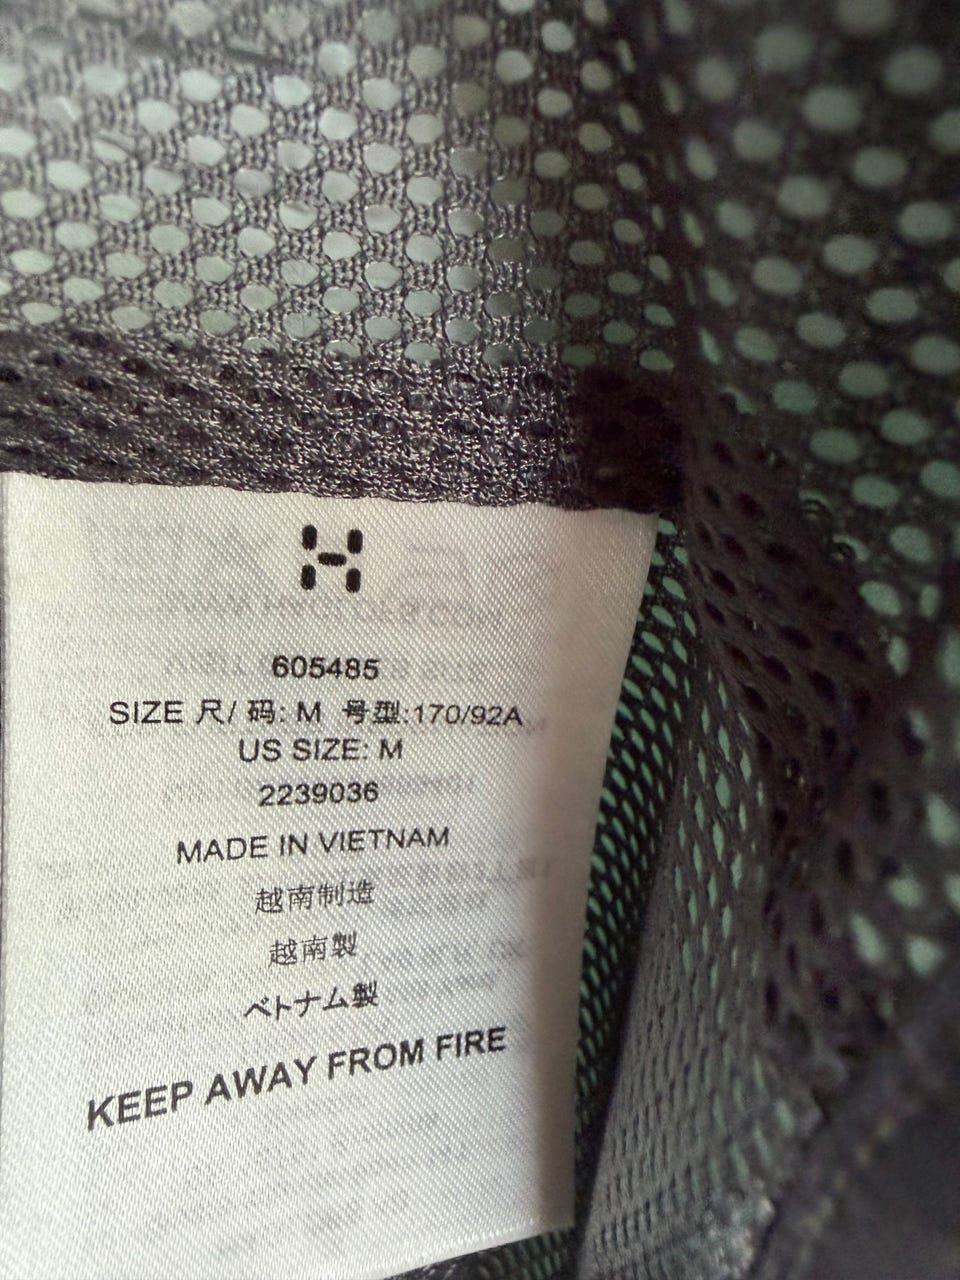 605485
SIZE 尺/ 码: M 号型:170/92A
US SIZE: M
2239036
MADE IN VIETNAM
越南制造
越南製
ベトナム製
KEEP AWAY FROM FIRE